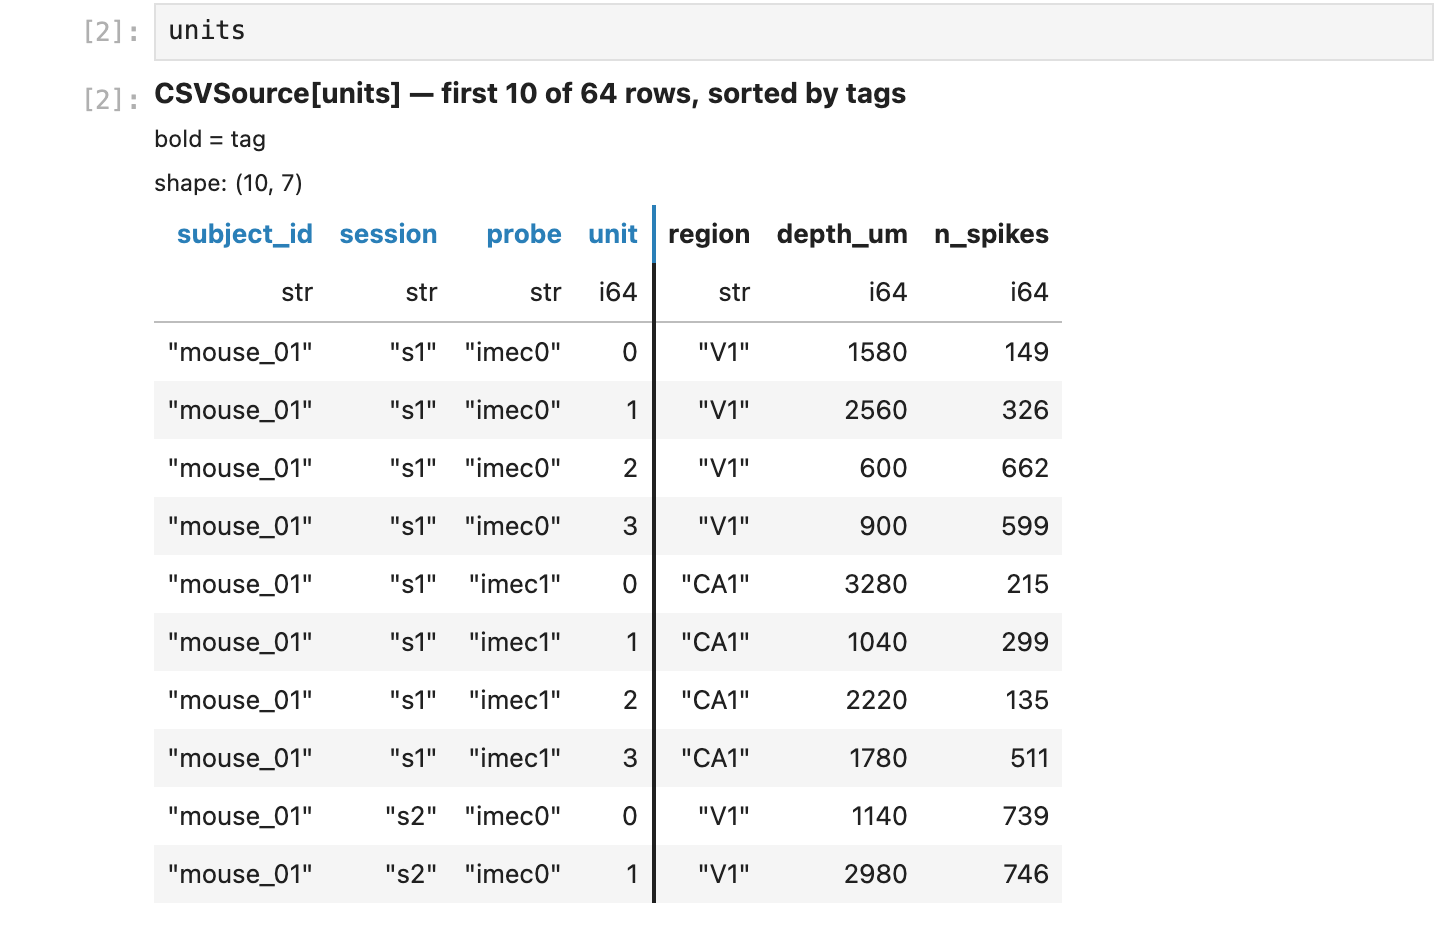 [2]: units
[2]: CSVSource[units] — first 10 of 64 rows, sorted by tags
bold = tag
shape: (10, 7)
subject_id session probe unit region depth_um n_spikes
str str str i64 str i64 i64
"mouse_01" "s1" "imec0" 0 "V1" 1580 149
"mouse_01" "s1" "imec0" 1 "V1" 2560 326
"mouse_01" "s1" "imec0" 2 "V1" 600 662
"mouse_01" "s1" "imec0" 3 "V1" 900 599
"mouse_01" "s1" "imec1" 0 "CA1" 3280 215
"mouse_01" "s1" "imec1" 1 "CA1" 1040 299
"mouse_01" "s1" "imec1" 2 "CA1" 2220 135
"mouse_01" "s1" "imec1" 3 "CA1" 1780 511
"mouse_01" "s2" "imec0" 0 "V1" 1140 739
"mouse_01" "s2" "imec0" 1 "V1" 2980 746